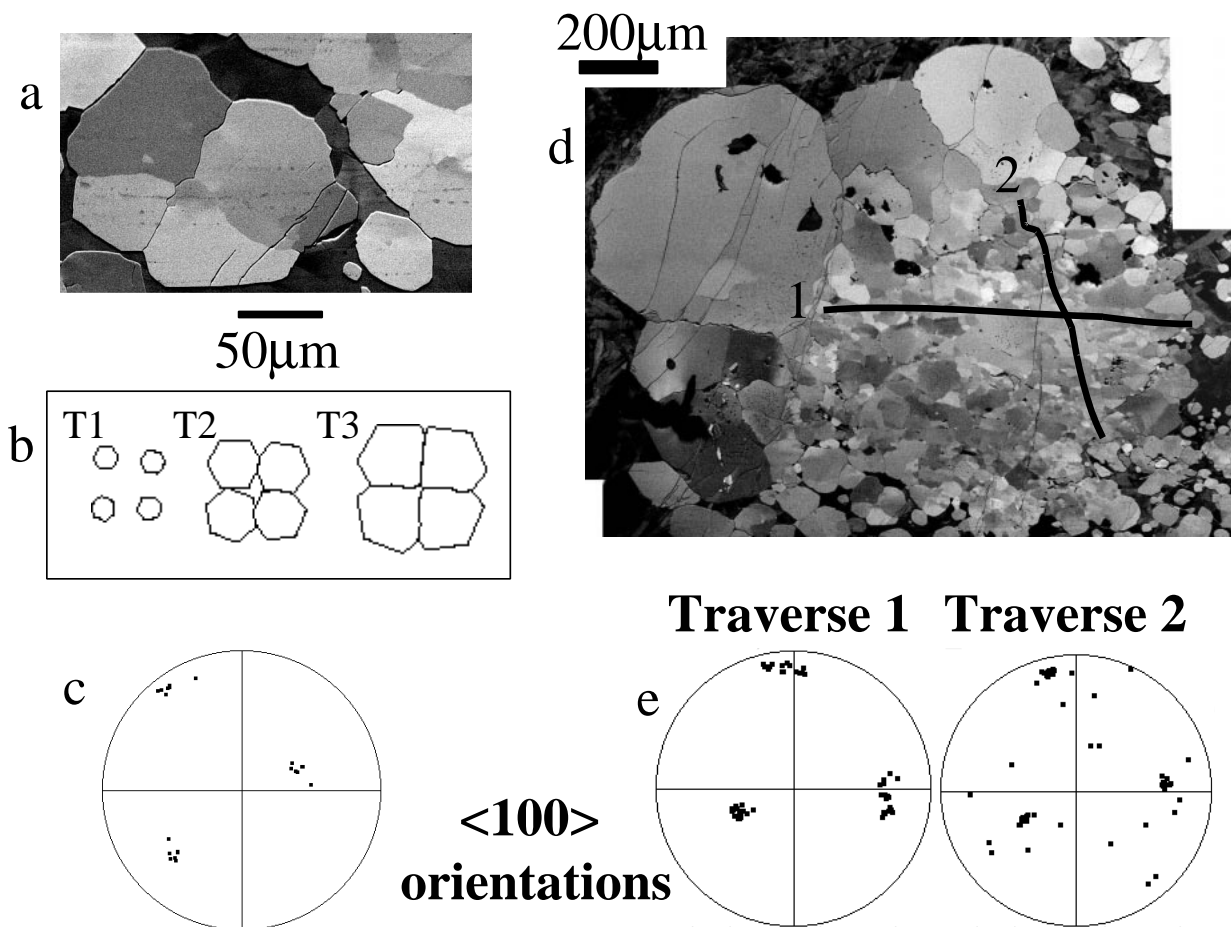 a
50μm
b
T1 T2 T3
c
<100>
orientations
200μm
d
2
1
Traverse 1 Traverse 2
e